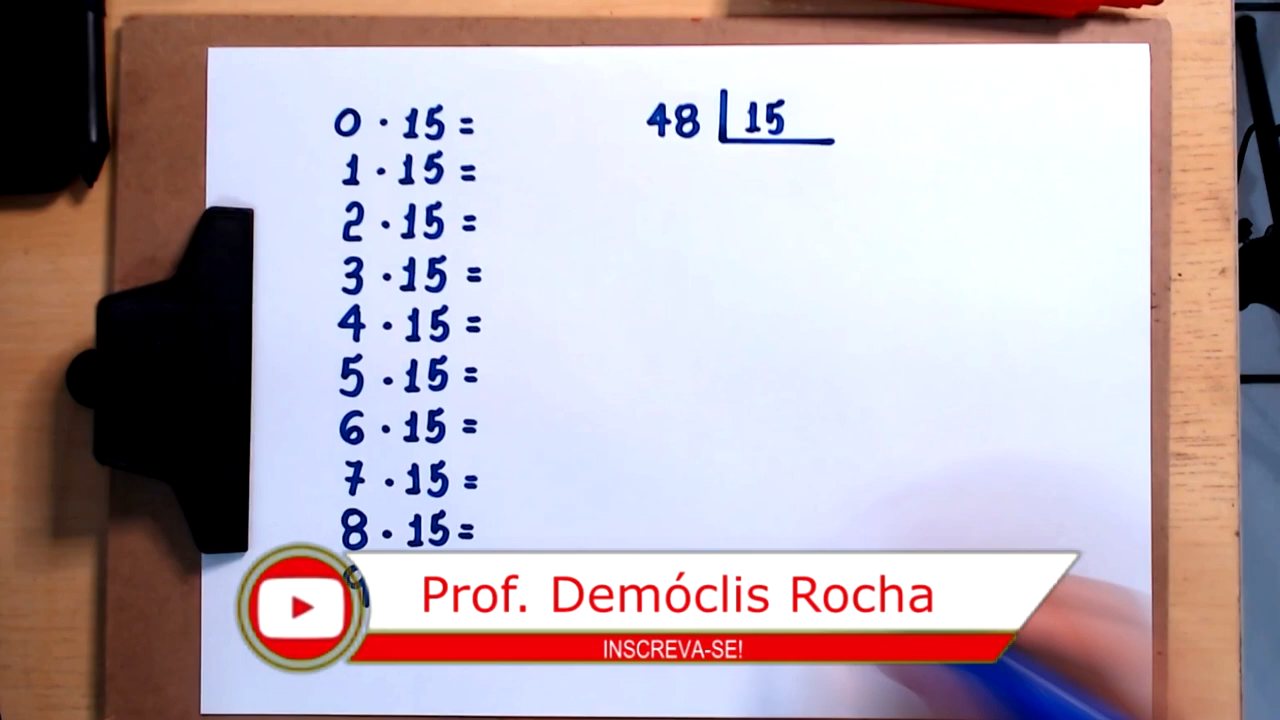 0 · 15 =
1 · 15 =
2 · 15 =
3 · 15 =
4 · 15 =
5 · 15 =
6 · 15 =
7 · 15 =
8 · 15 =
9
48 15
Prof. Demóclis Rocha
INSCREVA-SE!